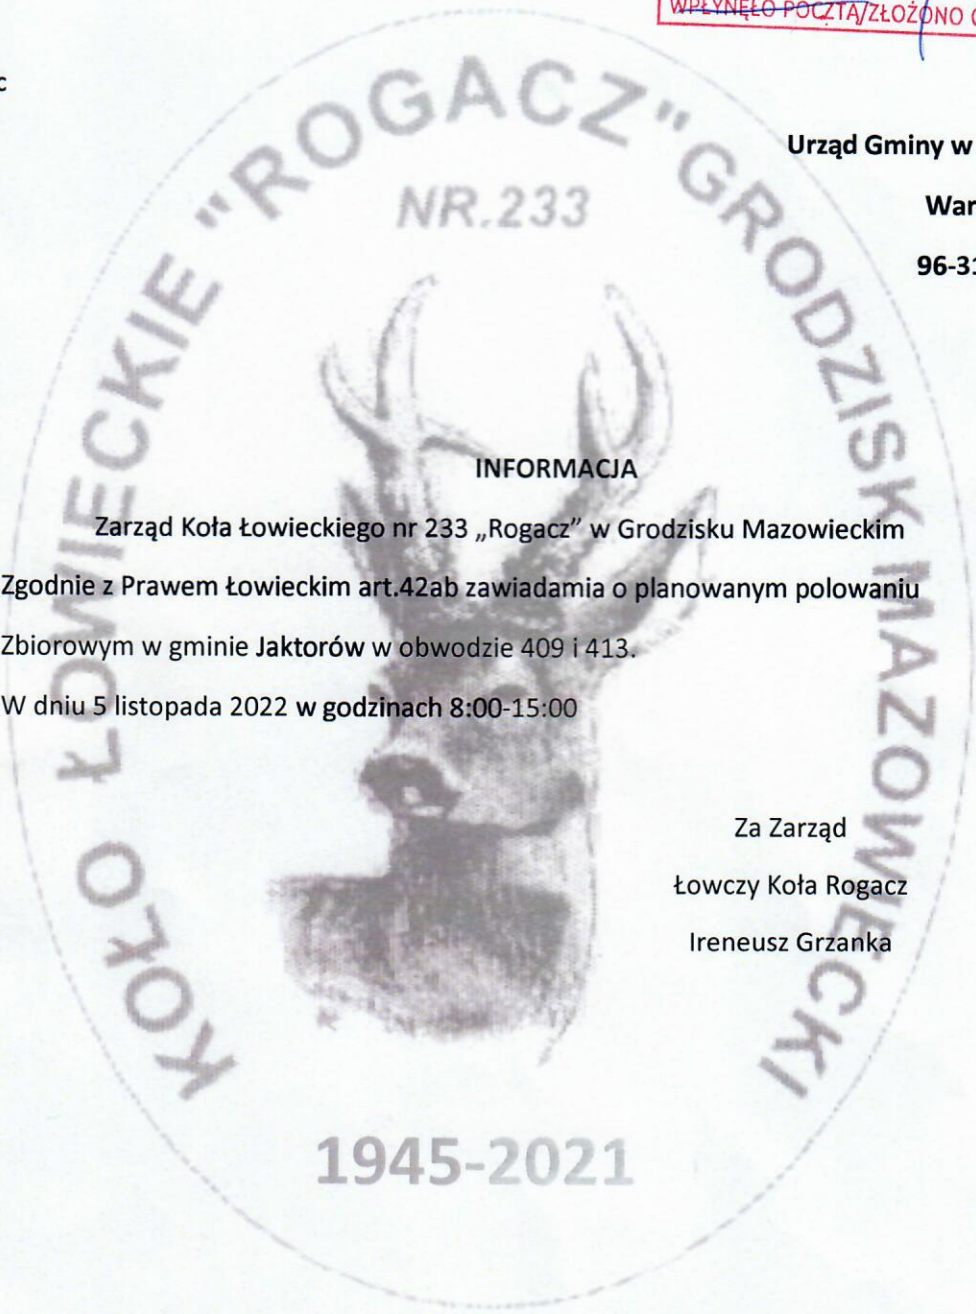 WPŁYNĘŁO POCZTĄ/ZŁOŻONO
Urząd Gminy w
KOŁO ŁOWIECKIE "ROGACZ" GRODZISK MAZOWIECKI
NR.233
INFORMACJA
Zarząd Koła Łowieckiego nr 233 „Rogacz” w Grodzisku Mazowieckim
Zgodnie z Prawem Łowieckim art.42ab zawiadamia o planowanym polowaniu
Zbiorowym w gminie Jaktorów w obwodzie 409 i 413.
W dniu 5 listopada 2022 w godzinach 8:00-15:00
Za Zarząd
Łowczy Koła Rogacz
Ireneusz Grzanka
1945-2021